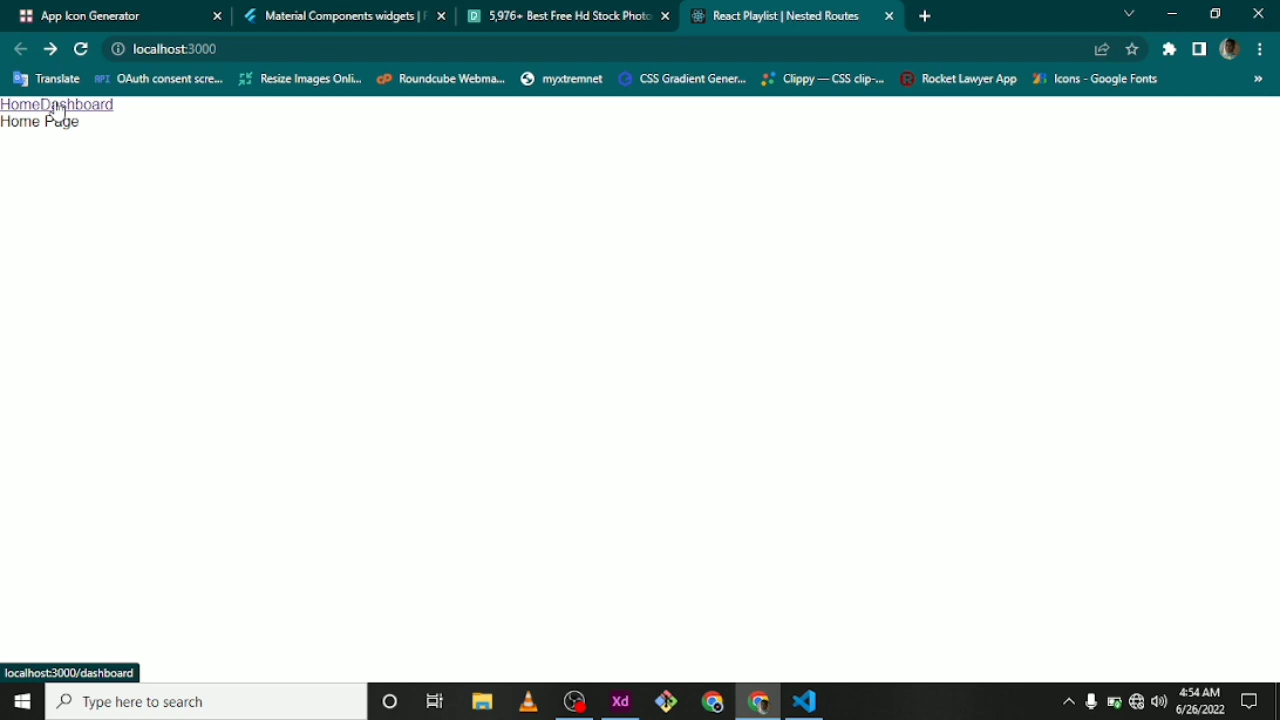 App Icon Generator
Material Components widgets | F
5,976+ Best Free Hd Stock Photo
React Playlist | Nested Routes
localhost:3000
Translate
API OAuth consent scre...
Resize Images Onli...
Roundcube Webma...
myxtremnet
CSS Gradient Gener...
Clippy — CSS clip-...
Rocket Lawyer App
Icons - Google Fonts
»
HomeDashboard
Home Page
localhost:3000/dashboard
Type here to search
Xd
4:54 AM
6/26/2022